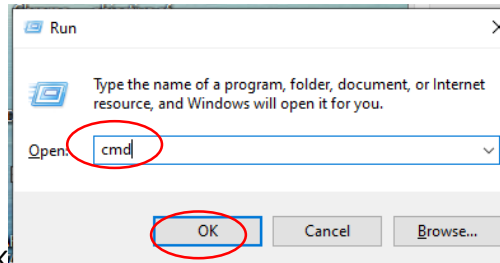 Run
Type the name of a program, folder, document, or Internet
resource, and Windows will open it for you.
Open: cmd
OK Cancel Browse...